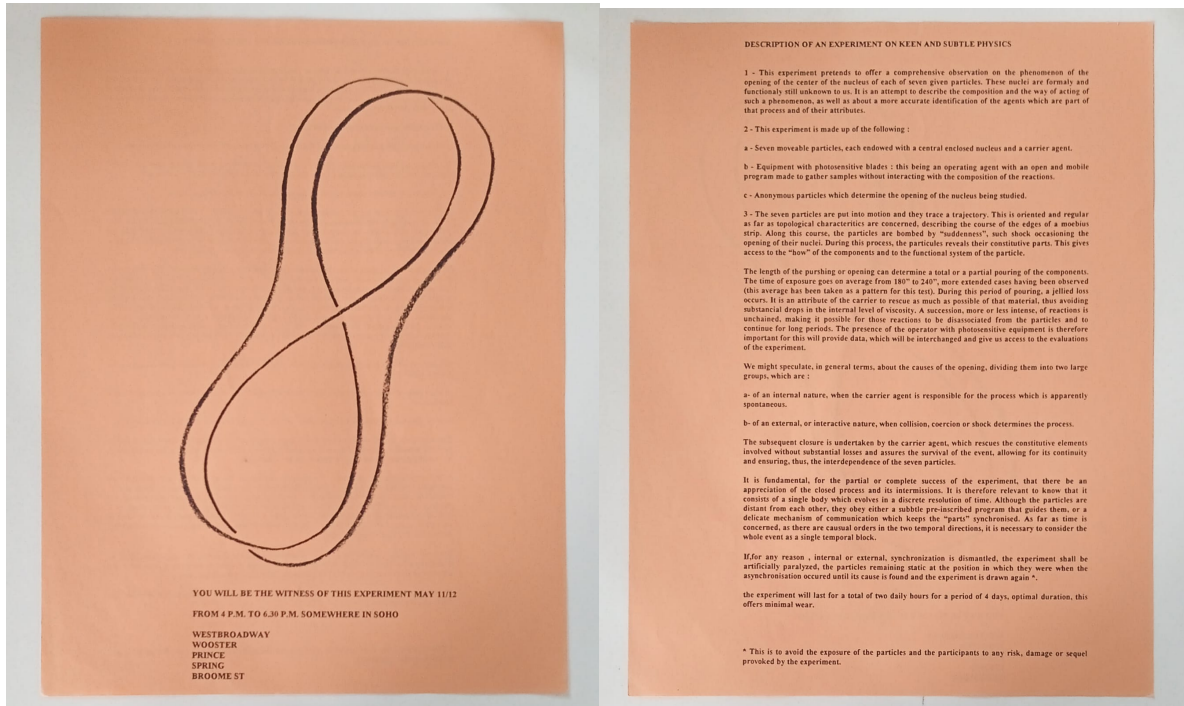 YOU WILL BE THE WITNESS OF THIS EXPERIMENT MAY 11/12
FROM 4 P.M. TO 6.30 P.M. SOMEWHERE IN SOHO
WESTBROADWAY
WOOSTER
PRINCE
SPRING
BROOME ST
DESCRIPTION OF AN EXPERIMENT ON KEEN AND SUBTLE PHYSICS
1 - This experiment pretends to offer a comprehensive observation on the phenomenon of the
opening of the center of the nucleus of each of seven given particles. These nuclei are formaly and
functionaly still unknown to us. It is an attempt to describe the composition and the way of acting of
such a phenomenon, as well as about a more accurate identification of the agents which are part of
that process and of their attributes.
2 - This experiment is made up of the following :
a - Seven moveable particles, each endowed with a central enclosed nucleus and a carrier agent.
b - Equipment with photosensitive blades : this being an operating agent with an open and mobile
program made to gather samples without interacting with the composition of the reactions.
c - Anonymous particles which determine the opening of the nucleus being studied.
3 - The seven particles are put into motion and they trace a trajectory. This is oriented and regular
as far as topological characteritics are concerned, describing the course of the edges of a moebius
strip. Along this course, the particles are bombed by "suddenness", such shock occasioning the
opening of their nuclei. During this process, the particules reveals their constitutive parts. This gives
access to the "how" of the components and to the functional system of the particle.
The length of the purshing or opening can determine a total or a partial pouring of the components.
The time of exposure goes on average from 180" to 240", more extended cases having been observed
(this average has been taken as a pattern for this test). During this period of pouring, a jellied loss
occurs. It is an attribute of the carrier to rescue as much as possible of that material, thus avoiding
substancial drops in the internal level of viscosity. A succession, more or less intense, of reactions is
unchained, making it possible for those reactions to be disassociated from the particles and to
continue for long periods. The presence of the operator with photosensitive equipment is therefore
important for this will provide data, which will be interchanged and give us access to the evaluations
of the experiment.
We might speculate, in general terms, about the causes of the opening, dividing them into two large
groups, which are :
a- of an internal nature, when the carrier agent is responsible for the process which is apparently
spontaneous.
b- of an external, or interactive nature, when collision, coercion or shock determines the process.
The subsequent closure is undertaken by the carrier agent, which rescues the constitutive elements
involved without substantial losses and assures the survival of the event, allowing for its continuity
and ensuring, thus, the interdependence of the seven particles.
It is fundamental, for the partial or complete success of the experiment, that there be an
appreciation of the closed process and its intermissions. It is therefore relevant to know that it
consists of a single body which evolves in a discrete resolution of time. Although the particles are
distant from each other, they obey either a subtle pre-inscribed program that guides them, or a
delicate mechanism of communication which keeps the "parts" synchronised. As far as time is
concerned, as there are causual orders in the two temporal directions, it is necessary to consider the
whole event as a single temporal block.
If,for any reason , internal or external, synchronization is dismantled, the experiment shall be
artificially paralyzed, the particles remaining static at the position in which they were when the
asynchronisation occured until its cause is found and the experiment is drawn again *.
the experiment will last for a total of two daily hours for a period of 4 days, optimal duration, this
offers minimal wear.
* This is to avoid the exposure of the particles and the participants to any risk, damage or sequel
provoked by the experiment.